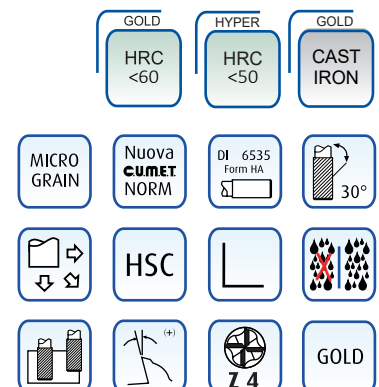 GOLD
HYPER
GOLD
HRC
<60
HRC
<50
CAST
IRON
MICRO
GRAIN
Nuova
C.U.M.E.T.
NORM
DI 6535
Form HA
30°
HSC
(+)
Z 4
GOLD